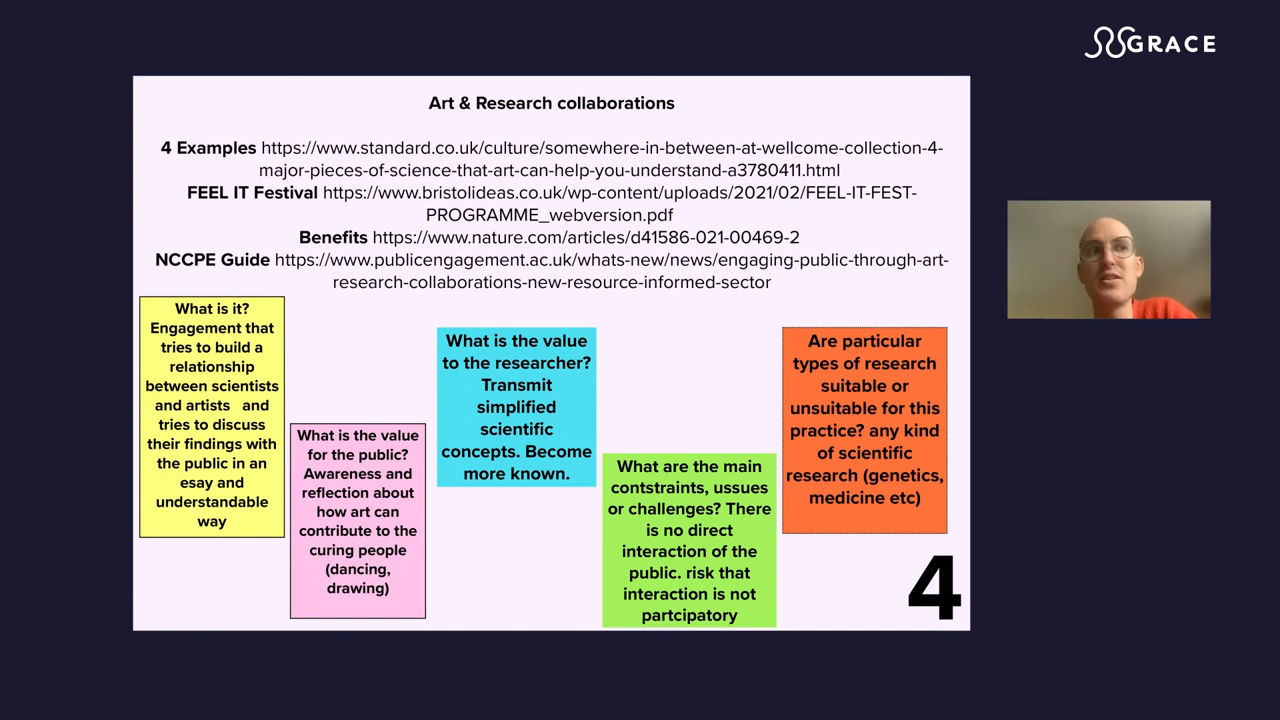 GRACE
Art & Research collaborations
4 Examples https://www.standard.co.uk/culture/somewhere-in-between-at-wellcome-collection-4-
major-pieces-of-science-that-art-can-help-you-understand-a3780411.html
FEEL IT Festival https://www.bristolideas.co.uk/wp-content/uploads/2021/02/FEEL-IT-FEST-
PROGRAMME_webversion.pdf
Benefits https://www.nature.com/articles/d41586-021-00469-2
NCCPE Guide https://www.publicengagement.ac.uk/whats-new/news/engaging-public-through-art-
research-collaborations-new-resource-informed-sector
What is it?
Engagement that
tries to build a
relationship
between scientists
and artists and
tries to discuss
their findings with
the public in an
esay and
understandable
way
What is the value
for the public?
Awareness and
reflection about
how art can
contribute to the
curing people
(dancing,
drawing)
What is the value
to the researcher?
Transmit
simplified
scientific
concepts. Become
more known.
What are the main
contstraints, ussues
or challenges? There
is no direct
interaction of the
public. risk that
interaction is not
partcipatory
Are particular
types of research
suitable or
unsuitable for this
practice? any kind
of scientific
research (genetics,
medicine etc)
4